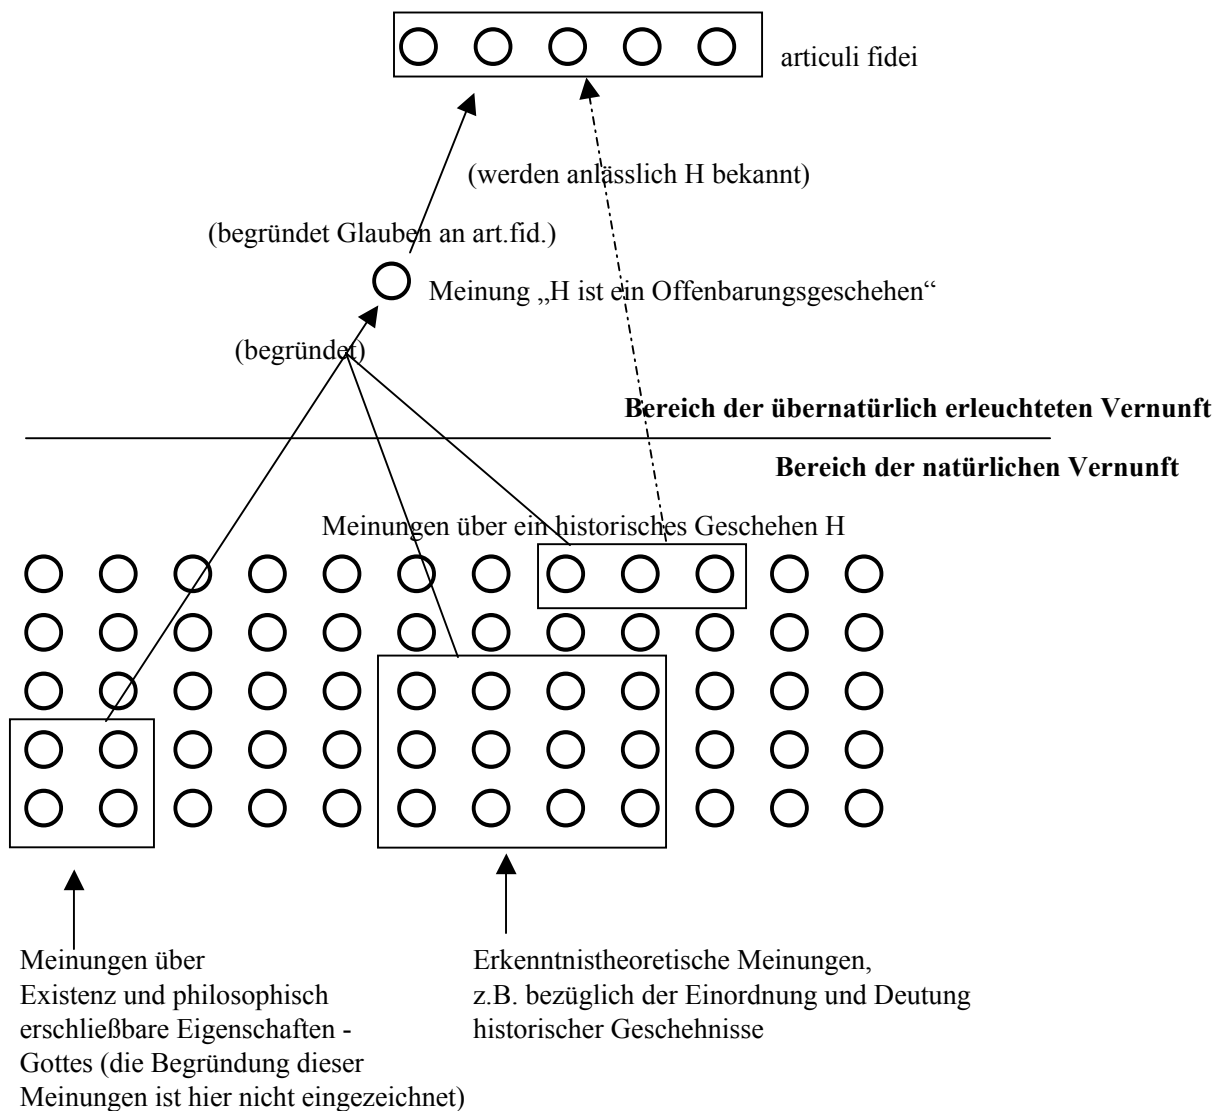 articuli fidei
(werden anlässlich H bekannt)
(begründet Glauben an art.fid.)
Meinung „H ist ein Offenbarungsgeschehen“
(begründet)
Bereich der übernatürlich erleuchteten Vernunft
Bereich der natürlichen Vernunft
Meinungen über ein historisches Geschehen H
Meinungen über
Existenz und philosophisch
erschließbare Eigenschaften -
Gottes (die Begründung dieser
Meinungen ist hier nicht eingezeichnet)
Erkenntnistheoretische Meinungen,
z.B. bezüglich der Einordnung und Deutung
historischer Geschehnisse